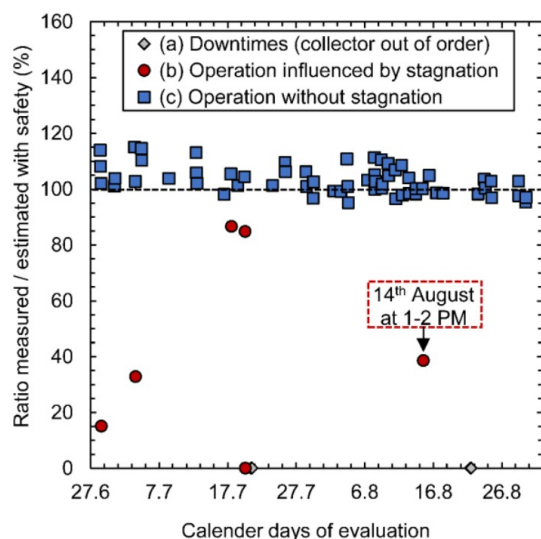 160
140
120
100
80
60
40
20
0
Ratio measured / estimated with safety (%)
(a) Downtimes (collector out of order)
(b) Operation influenced by stagnation
(c) Operation without stagnation
14th August
at 1-2 PM
27.6 7.7 17.7 27.7 6.8 16.8 26.8
Calender days of evaluation